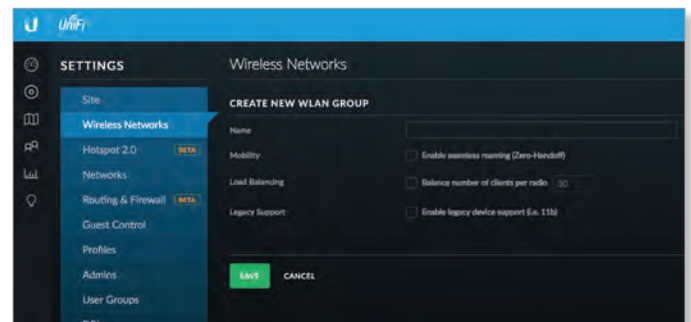 U UniFi
SETTINGS
Site
Wireless Networks
Hotspot 2.0 BETA
Networks
Routing & Firewall BETA
Guest Control
Profiles
Admins
User Groups
Wireless Networks
CREATE NEW WLAN GROUP
Name
Mobility Enable seamless roaming (Zero-Handoff)
Load Balancing Balance number of clients per radio 30
Legacy Support Enable legacy device support (i.e. 11b)
SAVE CANCEL